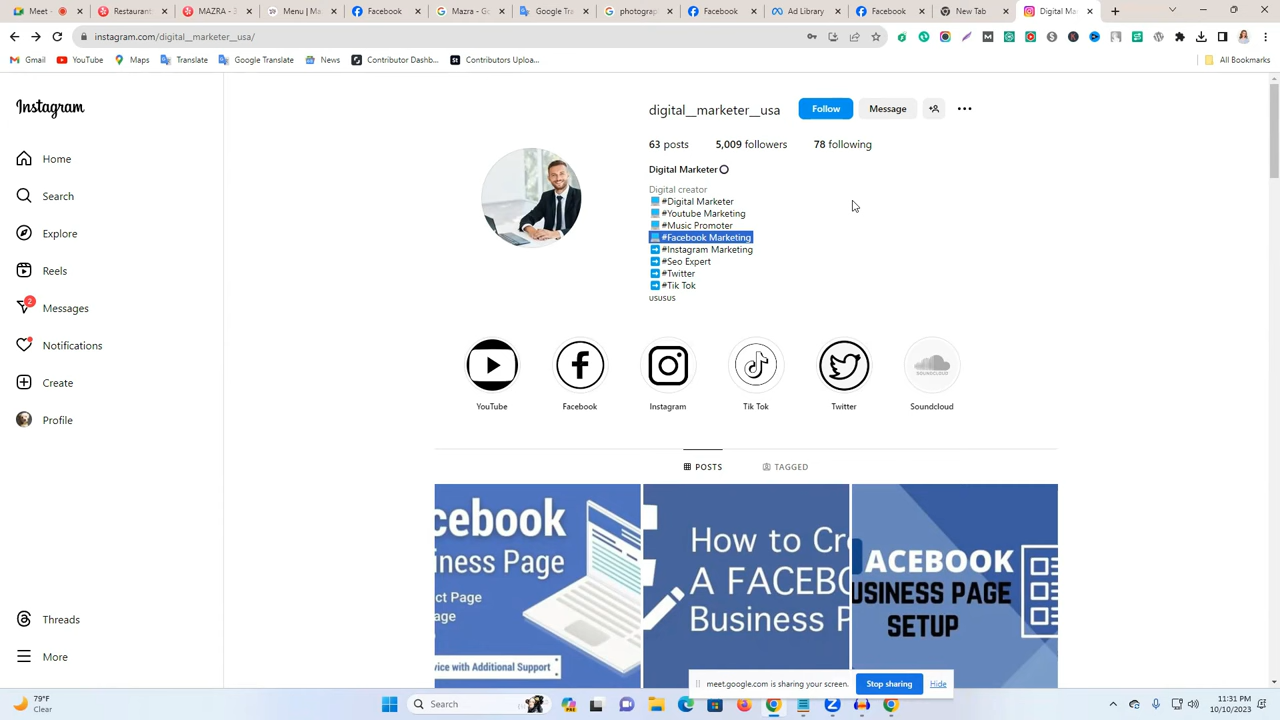 Meet -
Restaurant
MAZRA -
Menu | Ma
Facebook
Mazra - Go
Google Tra
photograp
Facebook
Ad Library
Facebook
New Tab
Digital Ma
instagram.com/digital__marketer__usa/
Gmail
YouTube
Maps
Translate
Google Translate
News
Contributor Dashb...
Contributors Uploa...
All Bookmarks
Instagram
Home
Search
Explore
Reels
2
Messages
Notifications
Create
Profile
Threads
More
digital__marketer__usa
Follow
Message
63 posts
5,009 followers
78 following
Digital Marketer
Digital creator
#Digital Marketer
#Youtube Marketing
#Music Promoter
#Facebook Marketing
#Instagram Marketing
#Seo Expert
#Twitter
#Tik Tok
ususus
SOUNDCLOUD
YouTube
Facebook
Instagram
Tik Tok
Twitter
Soundcloud
POSTS
TAGGED
cebook
iness Page
ct Page
age
vice with Additional Support
How to Cr
A FACEBO
Business P
ACEBOOK
USINESS PAGE
SETUP
meet.google.com is sharing your screen.
Stop sharing
Hide
79°F
Clear
Search
11:31 PM
10/10/2023